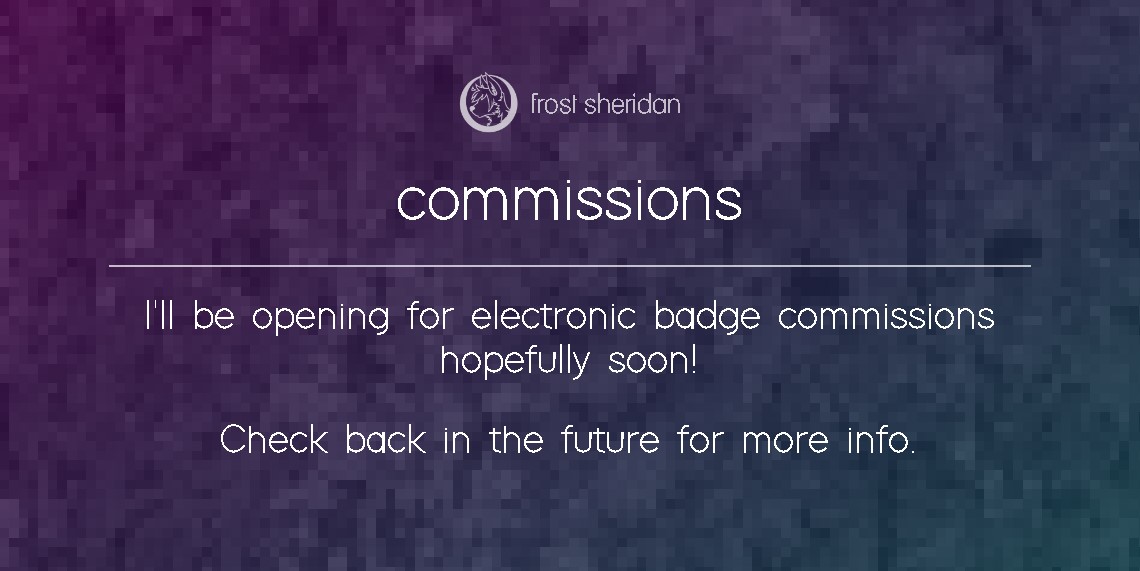 frost sheridan
commissions
I'll be opening for electronic badge commissions
hopefully soon!
Check back in the future for more info.